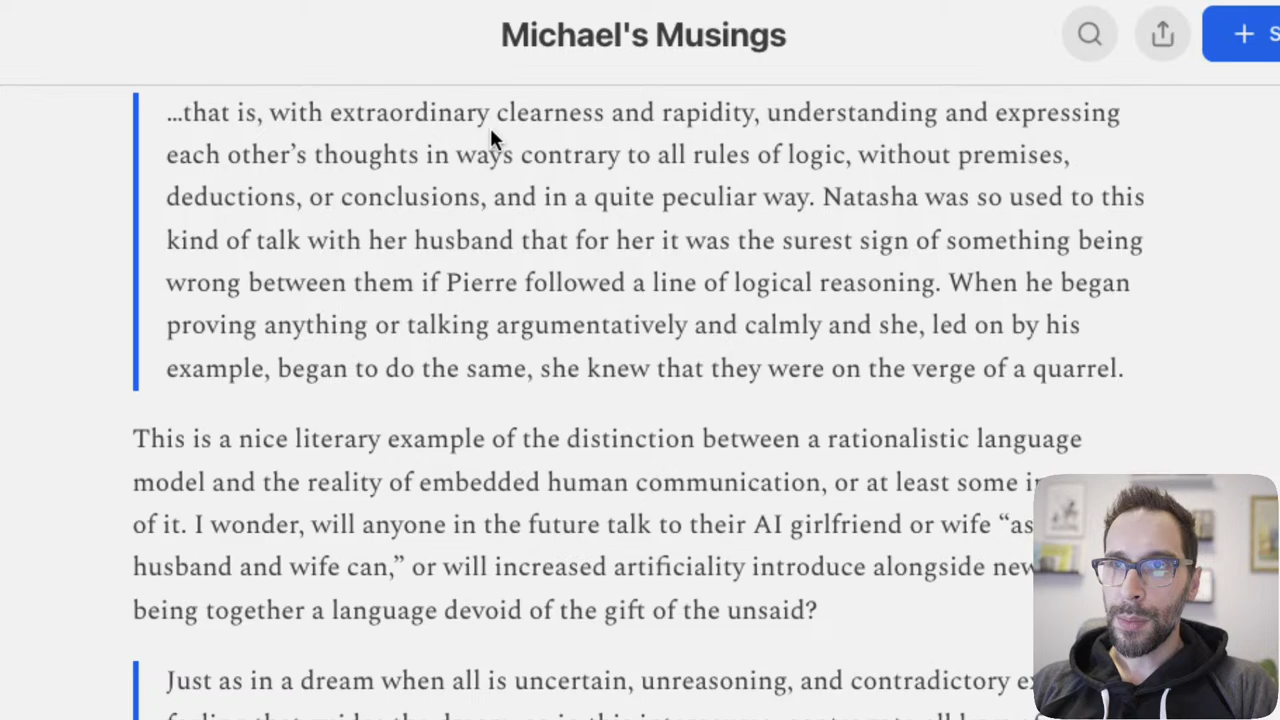 Michael's Musings
+ S
…that is, with extraordinary clearness and rapidity, understanding and expressing
each other’s thoughts in ways contrary to all rules of logic, without premises,
deductions, or conclusions, and in a quite peculiar way. Natasha was so used to this
kind of talk with her husband that for her it was the surest sign of something being
wrong between them if Pierre followed a line of logical reasoning. When he began
proving anything or talking argumentatively and calmly and she, led on by his
example, began to do the same, she knew that they were on the verge of a quarrel.
This is a nice literary example of the distinction between a rationalistic language
model and the reality of embedded human communication, or at least some
of it. I wonder, will anyone in the future talk to their AI girlfriend or wife “as
husband and wife can,” or will increased artificiality introduce alongside new
being together a language devoid of the gift of the unsaid?
Just as in a dream when all is uncertain, unreasoning, and contradictory